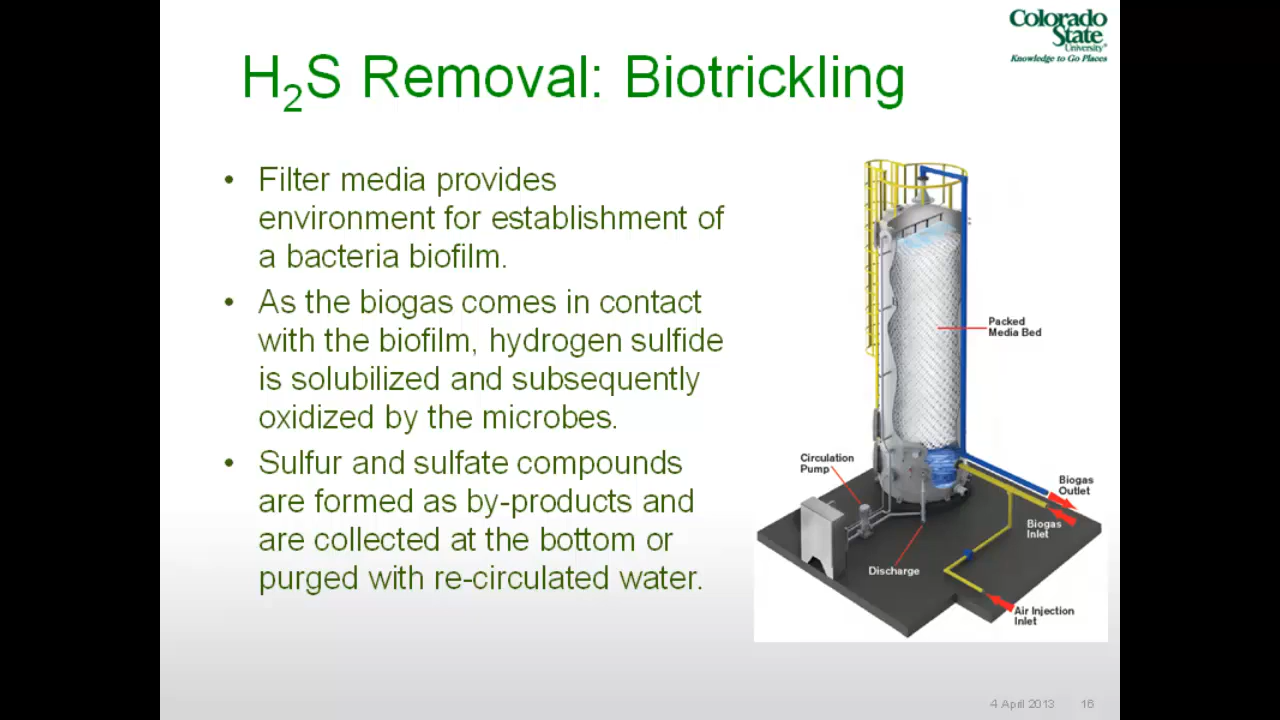 Colorado
State
University
Knowledge to Go Places
H2S Removal: Biotrickling
• Filter media provides
environment for establishment of
a bacteria biofilm.
• As the biogas comes in contact
with the biofilm, hydrogen sulfide
is solubilized and subsequently
oxidized by the microbes.
• Sulfur and sulfate compounds
are formed as by-products and
are collected at the bottom or
purged with re-circulated water.
Packed
Media Bed
Circulation
Pump
Biogas
Outlet
Biogas
Inlet
Discharge
Air Injection
Inlet
4 April 2013 16